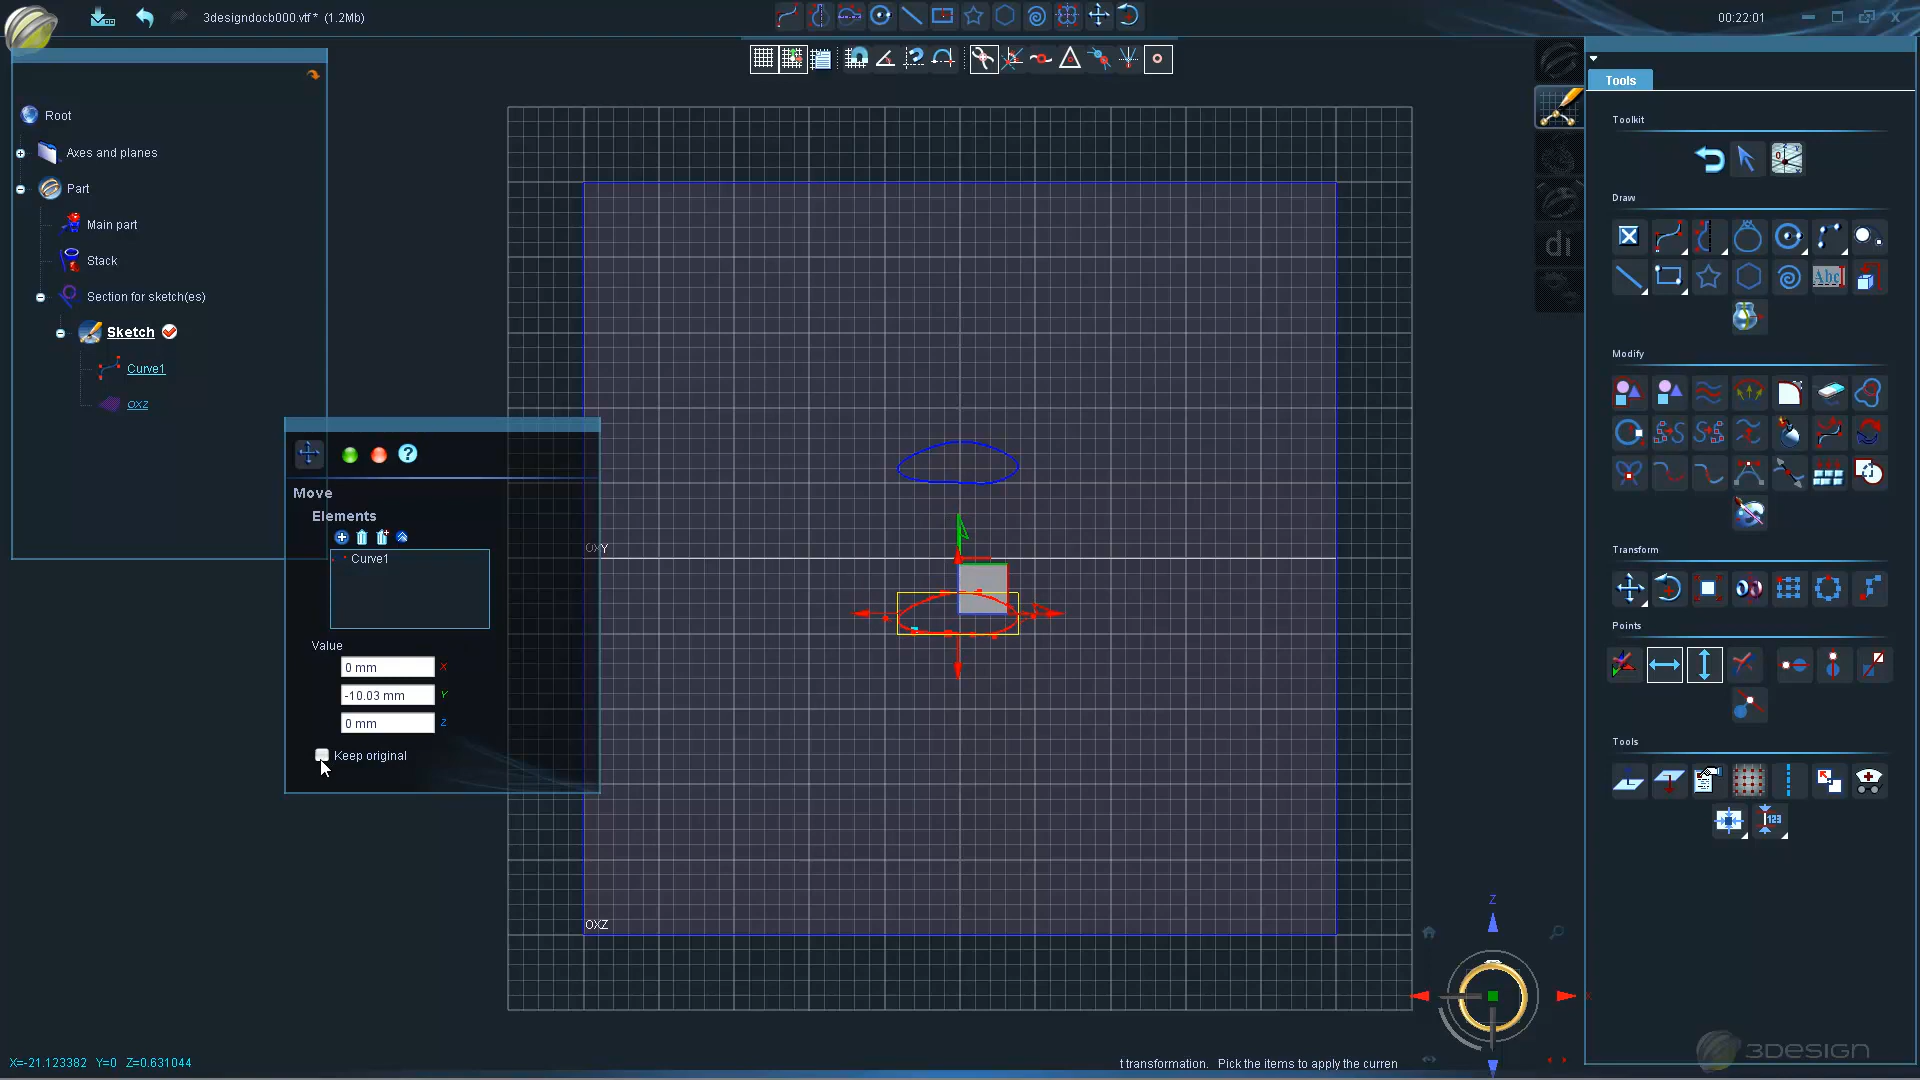 3designdocb000.vtf* (1.2Mb)
00:22:01
Root
Axes and planes
Part
Main part
Stack
Section for sketch(es)
Sketch
Curve1
OXZ
Move
Elements
Curve1
Value
0 mm X
-10.03 mm Y
0 mm Z
Keep original
OXY
OXZ
Tools
Toolkit
Draw
Abc
Modify
Transform
Points
Tools
123
di
Z
X
X=-21.123382 Y=0 Z=0.631044
t transformation. Pick the items to apply the curren
3DESIGN